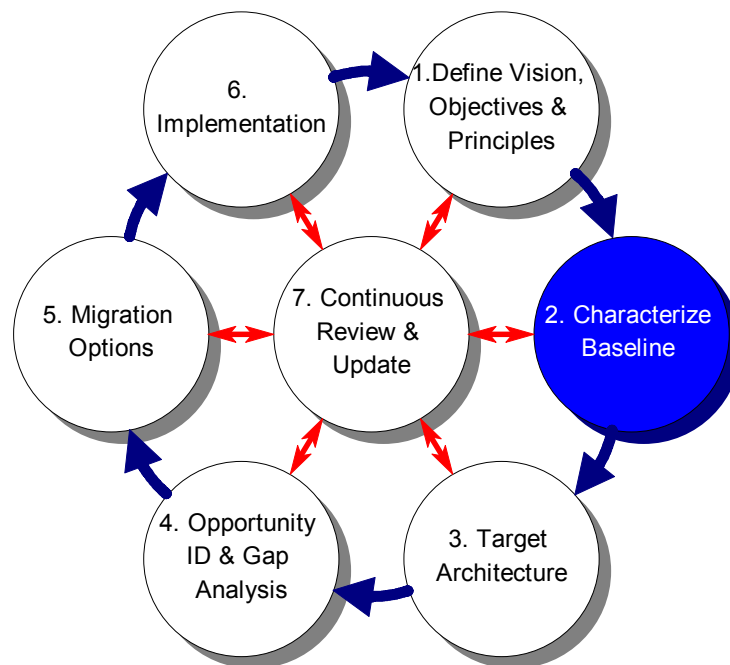 1.Define Vision,
Objectives &
Principles
2. Characterize
Baseline
3. Target
Architecture
4. Opportunity
ID & Gap
Analysis
5. Migration
Options
6.
Implementation
7. Continuous
Review &
Update